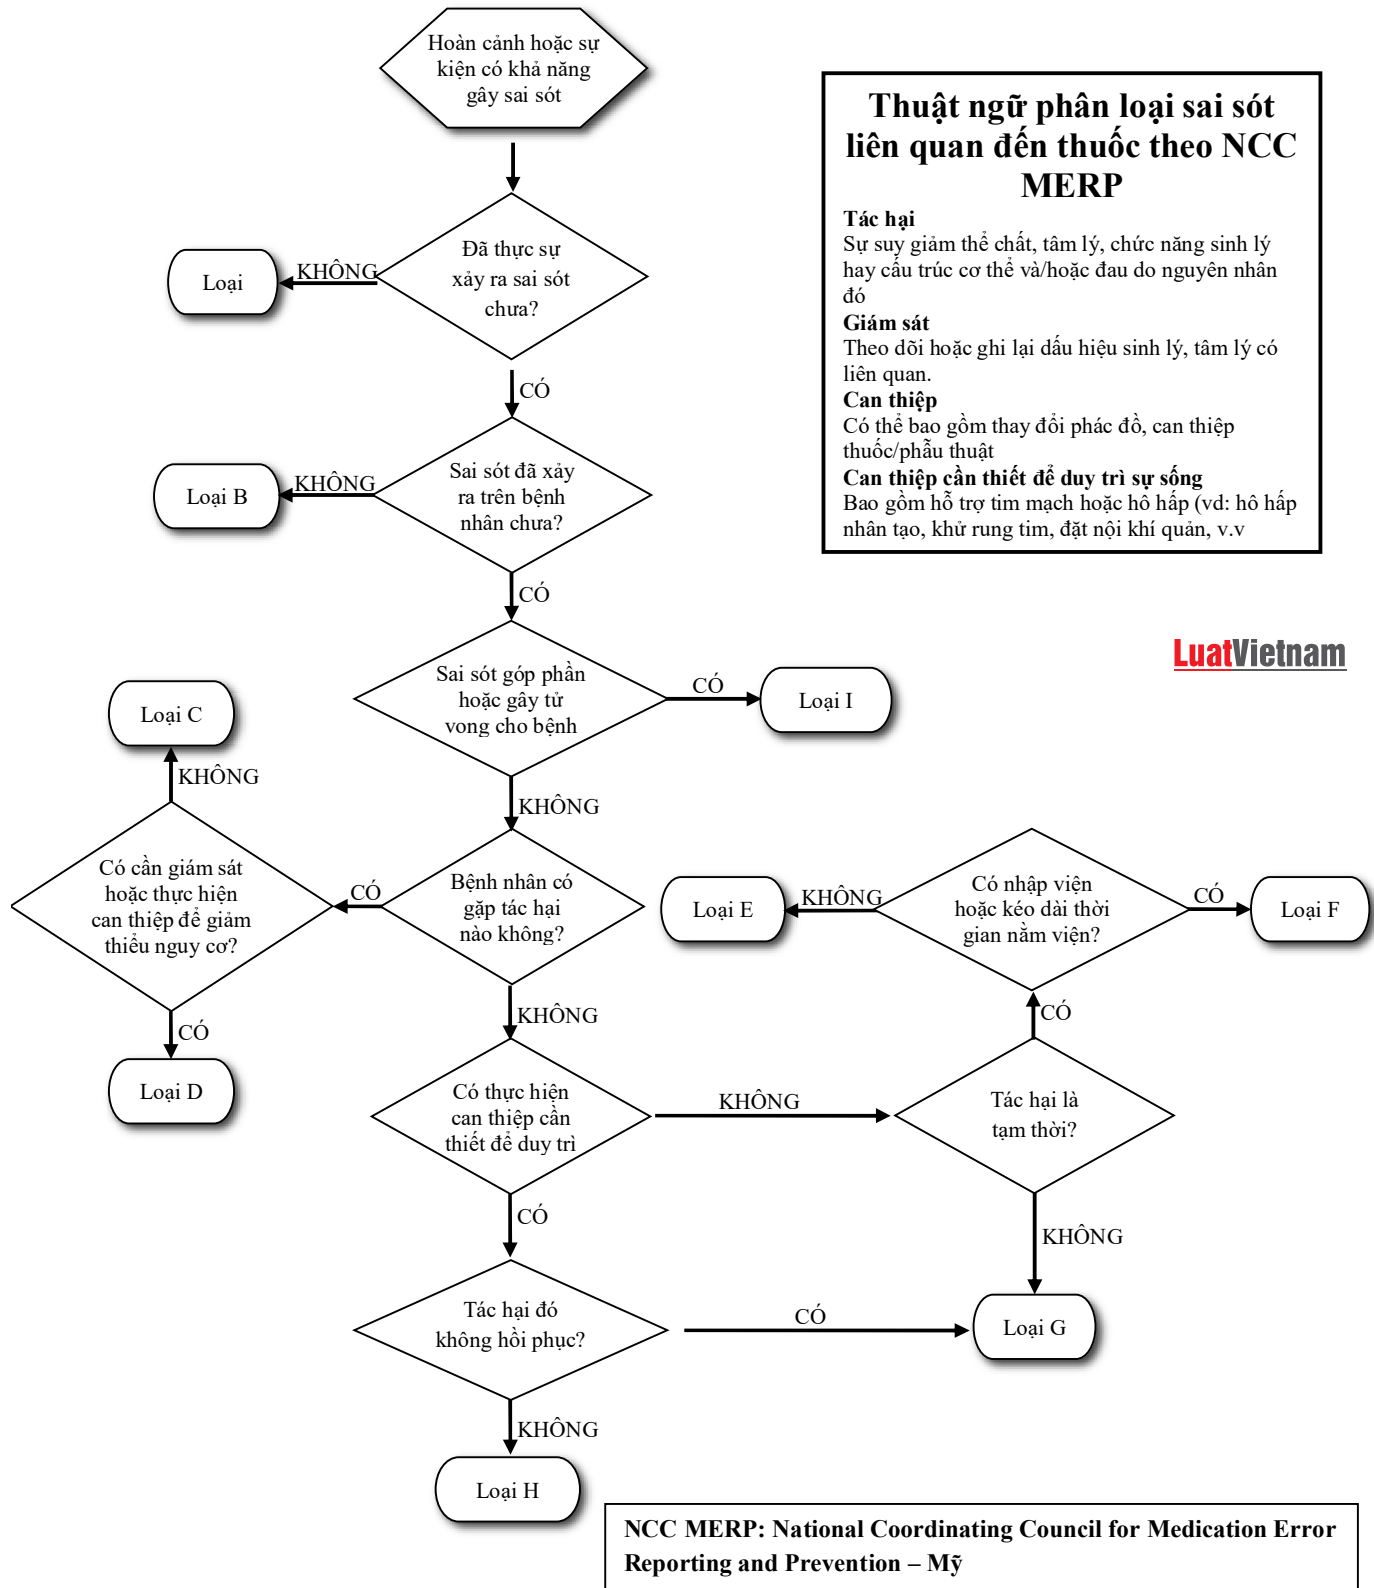 Hoàn cảnh hoặc sự
kiện có khả năng
gây sai sót
Thuật ngữ phân loại sai sót
liên quan đến thuốc theo NCC
MERP
Tác hại
Sự suy giảm thể chất, tâm lý, chức năng sinh lý
hay cấu trúc cơ thể và/hoặc đau do nguyên nhân
đó
Giám sát
Theo dõi hoặc ghi lại dấu hiệu sinh lý, tâm lý có
liên quan.
Can thiệp
Có thể bao gồm thay đổi phác đồ, can thiệp
thuốc/phẫu thuật
Can thiệp cần thiết để duy trì sự sống
Bao gồm hỗ trợ tim mạch hoặc hô hấp (vd: hô hấp
nhân tạo, khử rung tim, đặt nội khí quản, v.v
Đã thực sự
xảy ra sai sót
chưa?
KHÔNG
Loại
CÓ
Sai sót đã xảy
ra trên bệnh
nhân chưa?
KHÔNG
Loại B
CÓ
LuatVietnam
Sai sót góp phần
hoặc gây tử
vong cho bệnh
CÓ
Loại I
Loại C
KHÔNG
KHÔNG
Có cần giám sát
hoặc thực hiện
can thiệp để giảm
thiểu nguy cơ?
CÓ
Bệnh nhân có
gặp tác hại
nào không?
Loại E
KHÔNG
Có nhập viện
hoặc kéo dài thời
gian nằm viện?
CÓ
Loại F
CÓ
KHÔNG
CÓ
Loại D
Có thực hiện
can thiệp cần
thiết để duy trì
KHÔNG
Tác hại là
tạm thời?
CÓ
KHÔNG
Tác hại đó
không hồi phục?
CÓ
Loại G
KHÔNG
Loại H
NCC MERP: National Coordinating Council for Medication Error
Reporting and Prevention – Mỹ